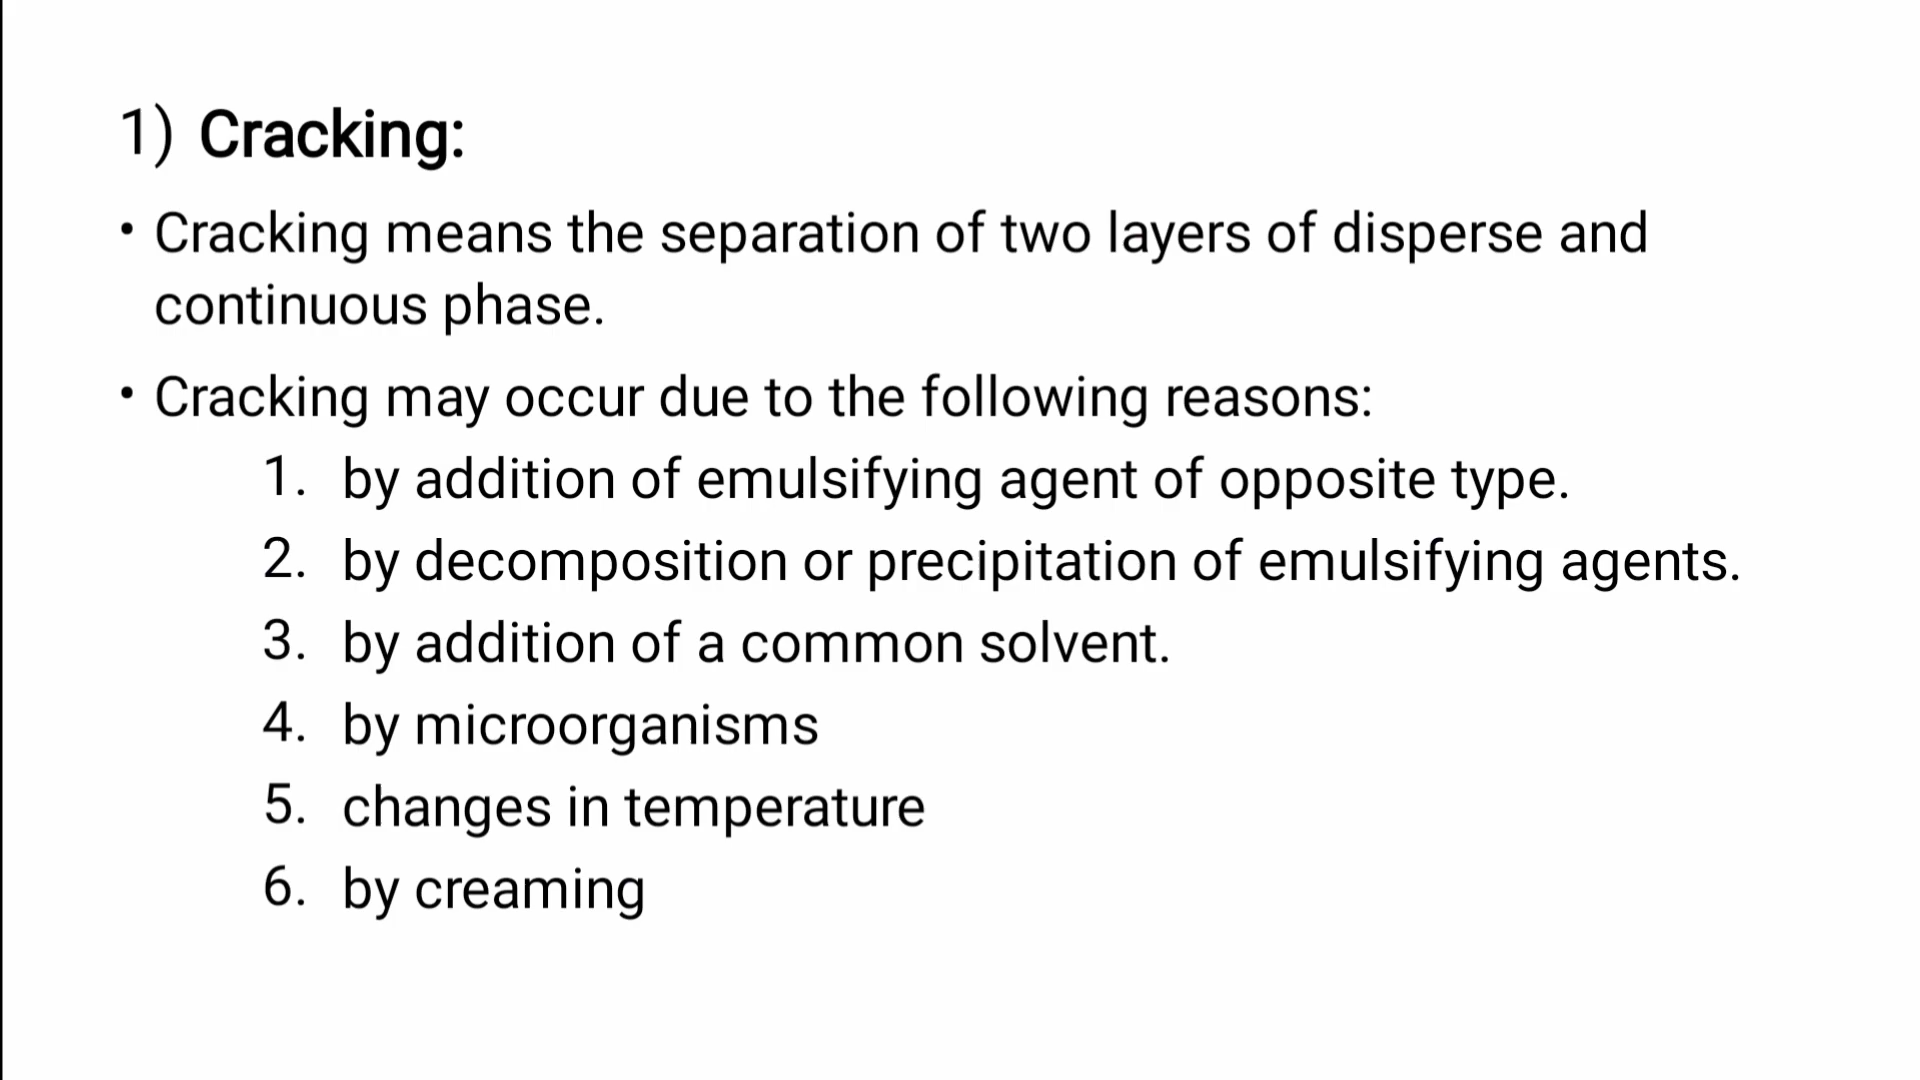 1) Cracking:
• Cracking means the separation of two layers of disperse and
continuous phase.
• Cracking may occur due to the following reasons:
1. by addition of emulsifying agent of opposite type.
2. by decomposition or precipitation of emulsifying agents.
3. by addition of a common solvent.
4. by microorganisms
5. changes in temperature
6. by creaming